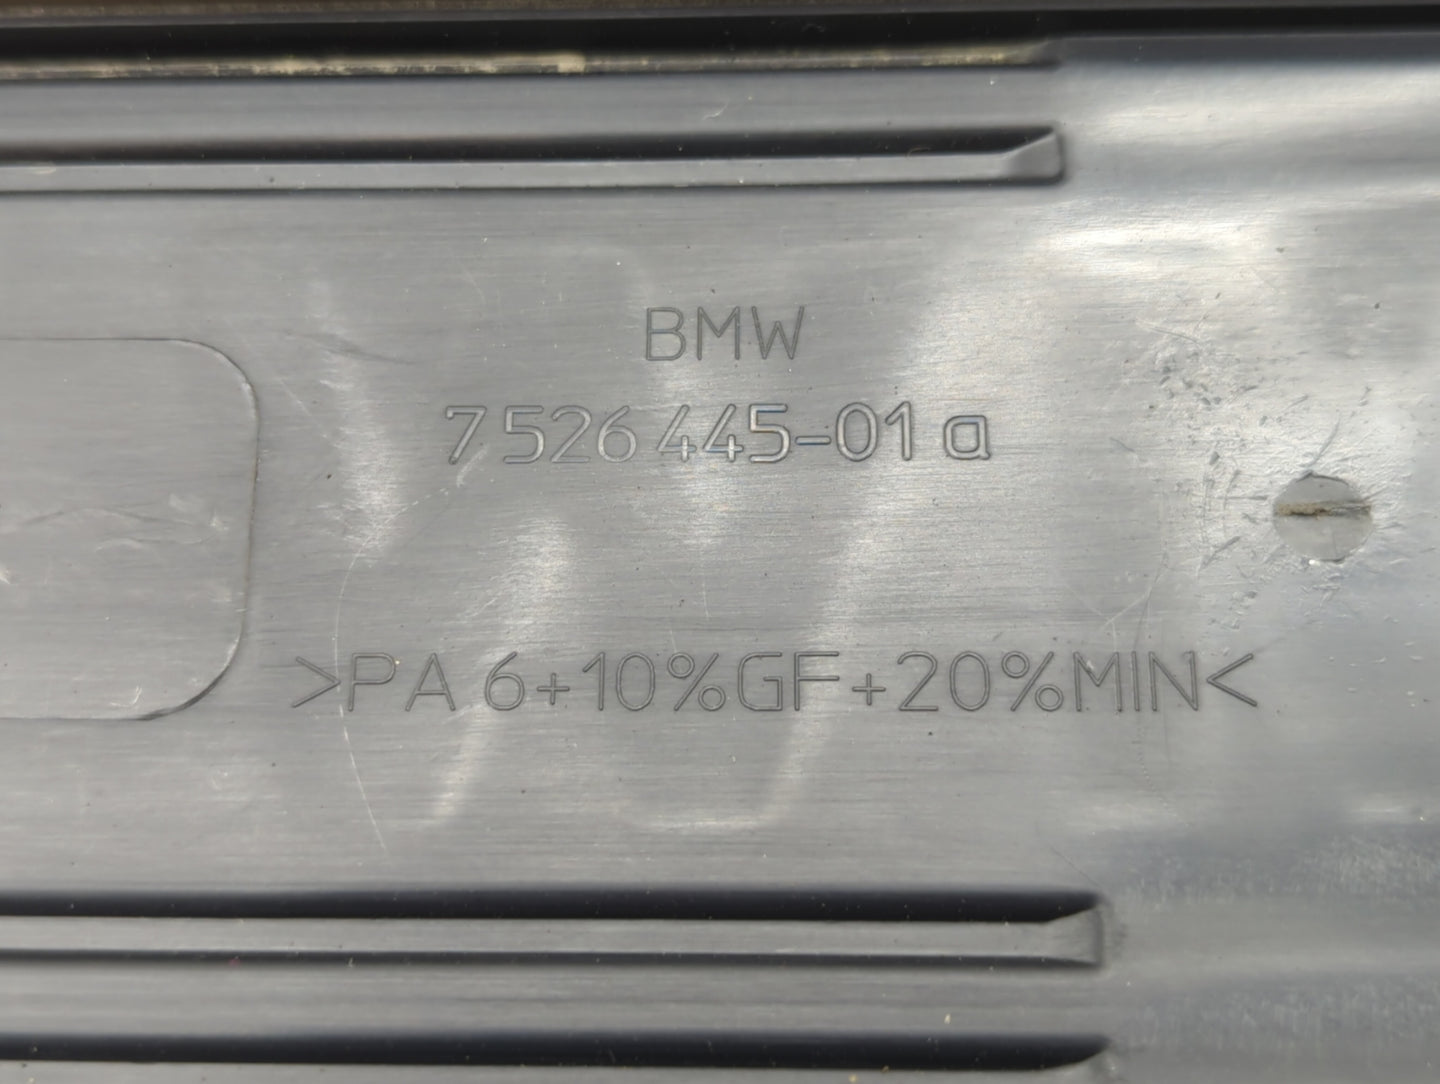 BMW
7 526 445-01 a
>PA 6+10%GF+20%MIN<